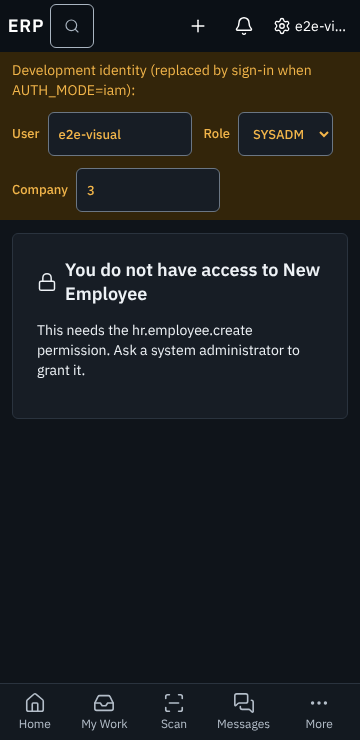 ERP
e2e-vi...
Development identity (replaced by sign-in when
AUTH_MODE=iam):
User e2e-visual Role SYSADM
Company 3
You do not have access to New
Employee
This needs the hr.employee.create
permission. Ask a system administrator to
grant it.
Home My Work Scan Messages More